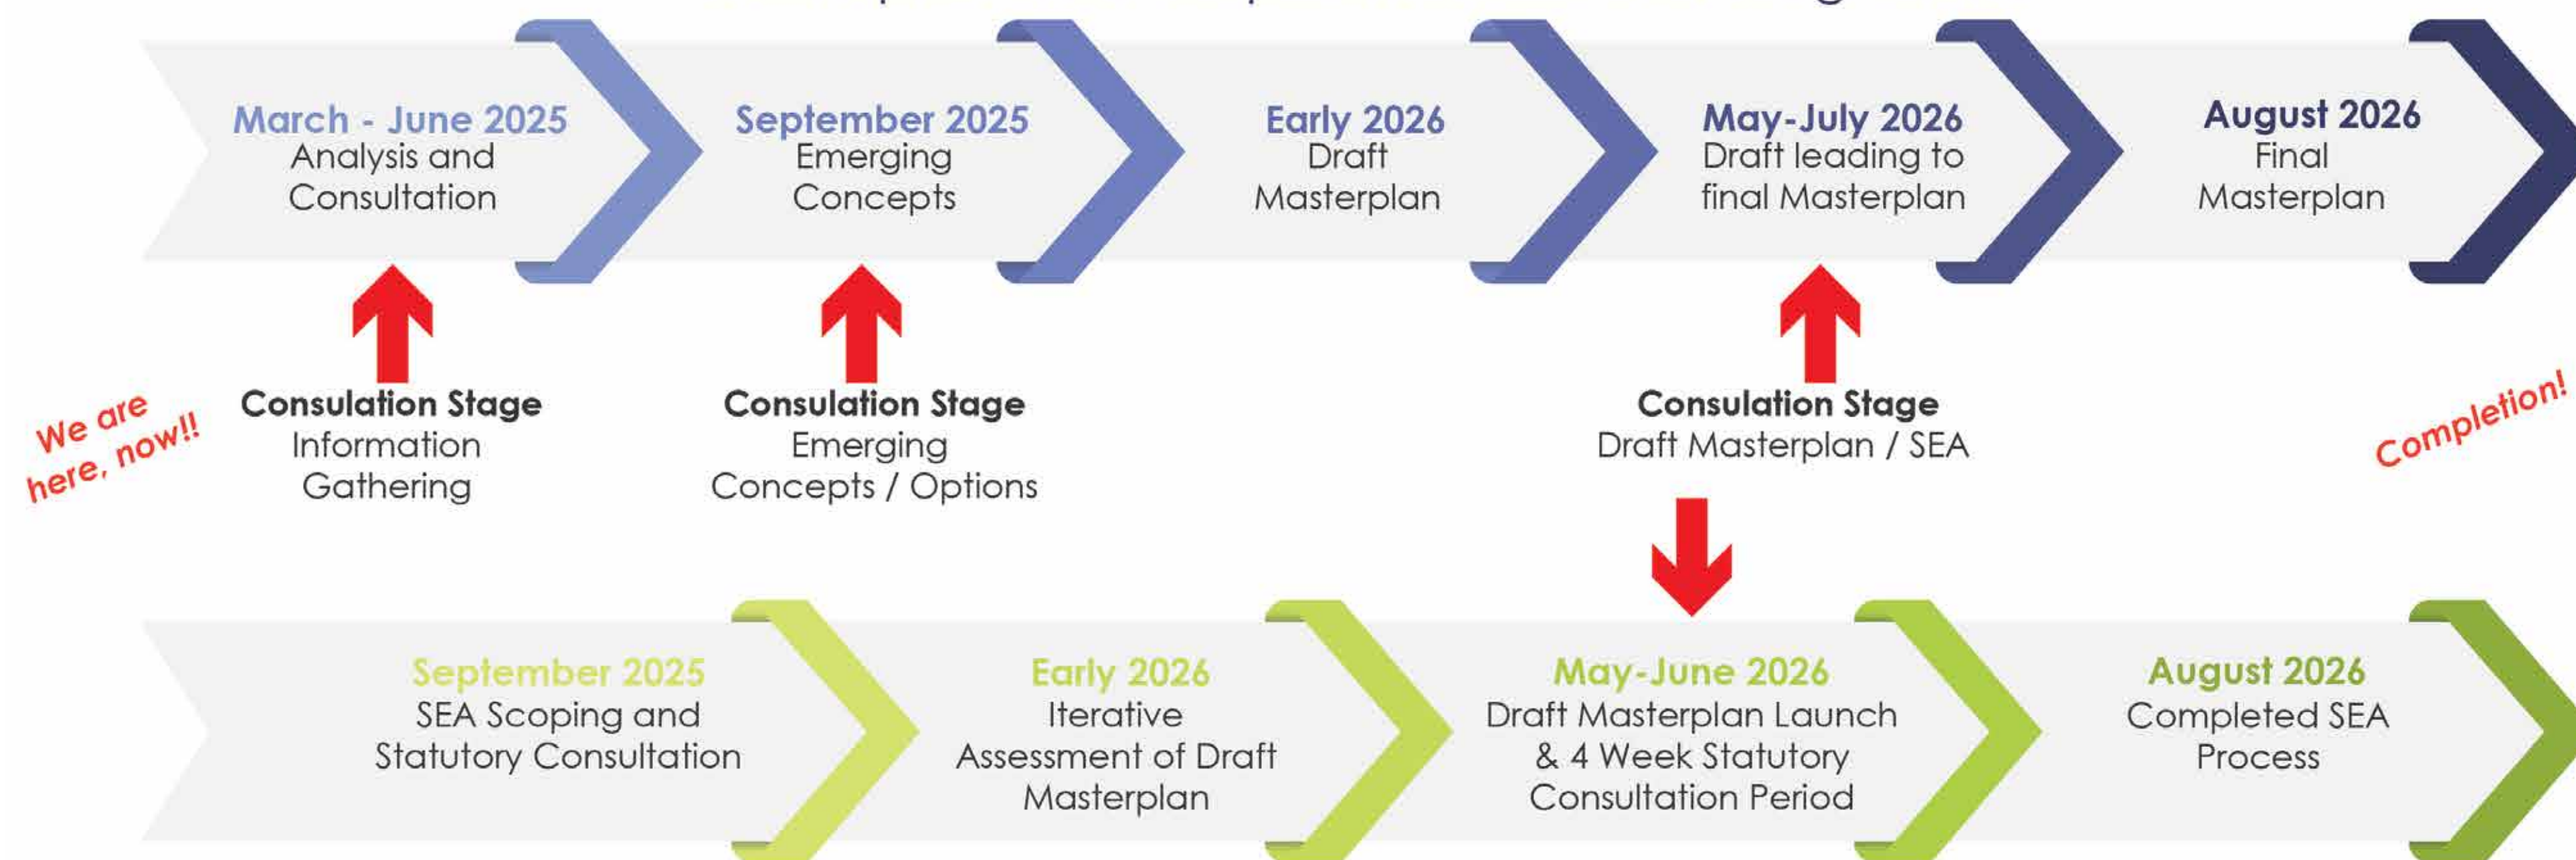 March - June 2025
Analysis and
Consultation
September 2025
Emerging
Concepts
Early 2026
Draft
Masterplan
May-July 2026
Draft leading to
final Masterplan
August 2026
Final
Masterplan
We are
here, now!!
Consulation Stage
Information
Gathering
Consulation Stage
Emerging
Concepts / Options
Consulation Stage
Draft Masterplan / SEA
Completion!
September 2025
SEA Scoping and
Statutory Consultation
Early 2026
Iterative
Assessment of Draft
Masterplan
May-June 2026
Draft Masterplan Launch
& 4 Week Statutory
Consultation Period
August 2026
Completed SEA
Process